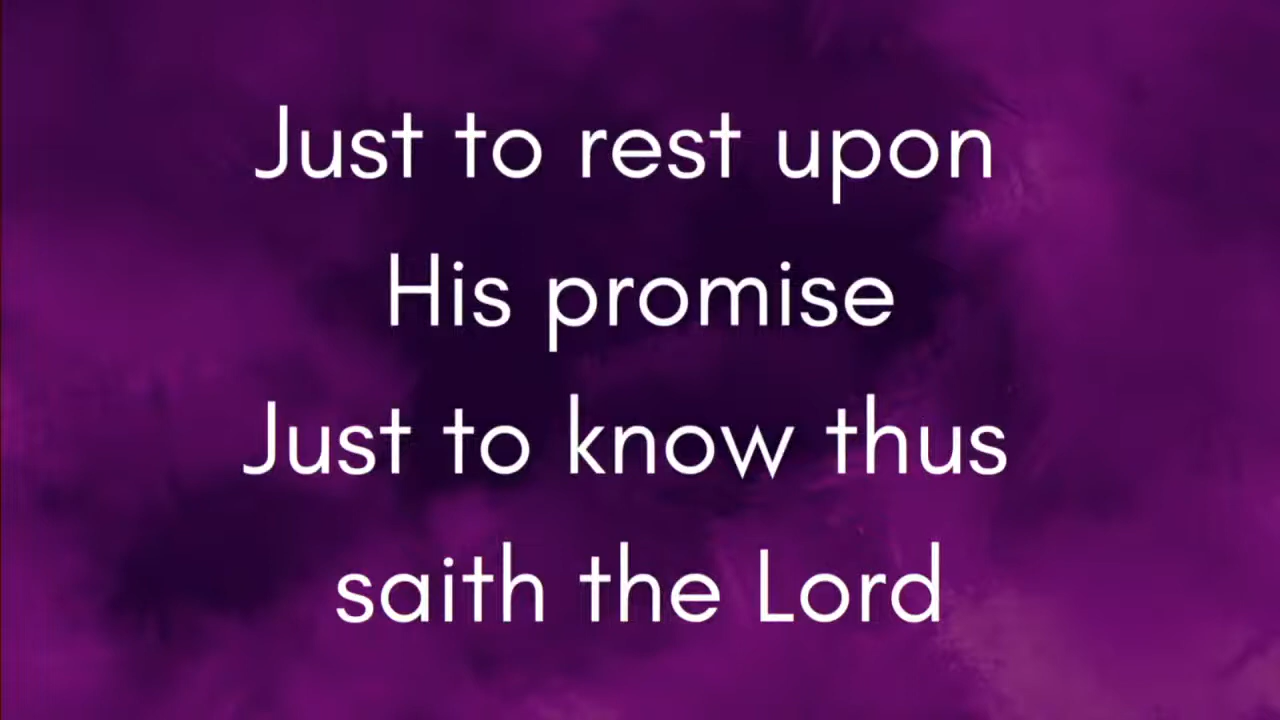 Just to rest upon
His promise
Just to know thus
saith the Lord